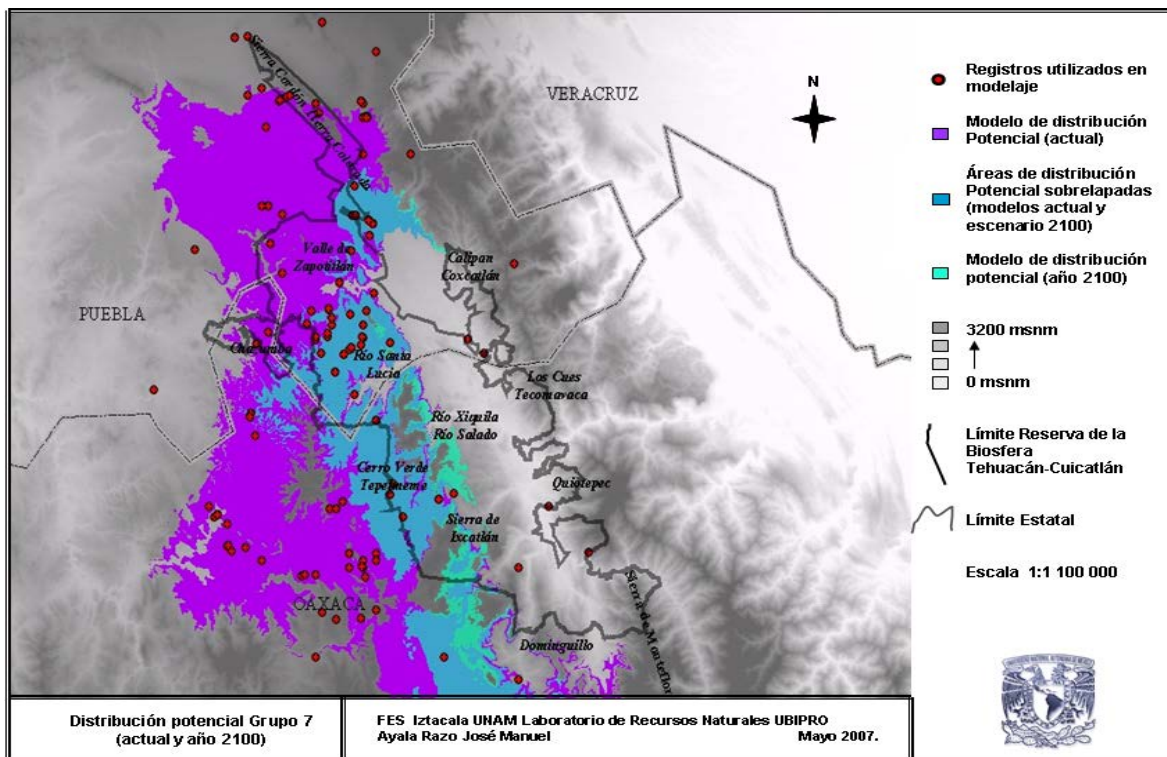 VERACRUZ
PUEBLA
OAXACA
Sierra Cordón Tierra Colorada
Valle de
Zapotitlán
Calipan
Coxcatlán
Chazumba
Río Santa
Lucía
Los Cues
Tecomavaca
Río Xiquila
Río Salado
Cerro Verde
Tepelmeme
Quiotepec
Sierra de
Ixcatlán
Dominguillo
Sierra de Monteflor
N
Registros utilizados en
modelaje
Modelo de distribución
Potencial (actual)
Áreas de distribución
Potencial sobrelapadas
(modelos actual y
escenario 2100)
Modelo de distribución
potencial (año 2100)
3200 msnm
0 msnm
Límite Reserva de la
Biosfera
Tehuacán-Cuicatlán
Límite Estatal
Escala 1:1 100 000
Distribución potencial Grupo 7
(actual y año 2100)
FES Iztacala UNAM Laboratorio de Recursos Naturales UBIPRO
Ayala Razo José Manuel Mayo 2007.